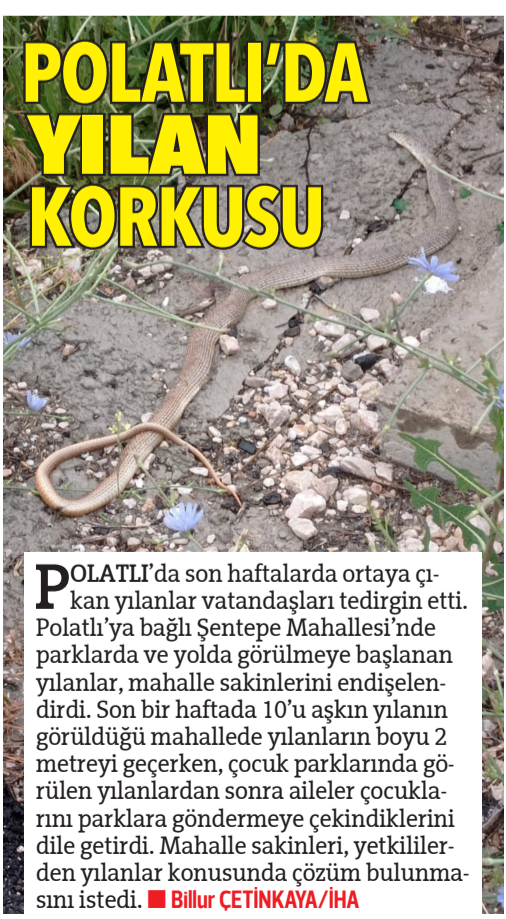 POLATLI'DA
YILAN
KORKUSU
POLATLI'da son haftalarda ortaya çı-
kan yılanlar vatandaşları tedirgin etti.
Polatlı'ya bağlı Şentepe Mahallesi'nde
parklarda ve yolda görülmeye başlanan
yılanlar, mahalle sakinlerini endişelen-
dirdi. Son bir haftada 10'u aşkın yılanın
görüldüğü mahallede yılanların boyu 2
metreyi geçerken, çocuk parklarında gö-
rülen yılanlardan sonra aileler çocukla-
rını parklara göndermeye çekindiklerini
dile getirdi. Mahalle sakinleri, yetkililer-
den yılanlar konusunda çözüm bulunma-
sını istedi. ■ Billur ÇETİNKAYA/İHA